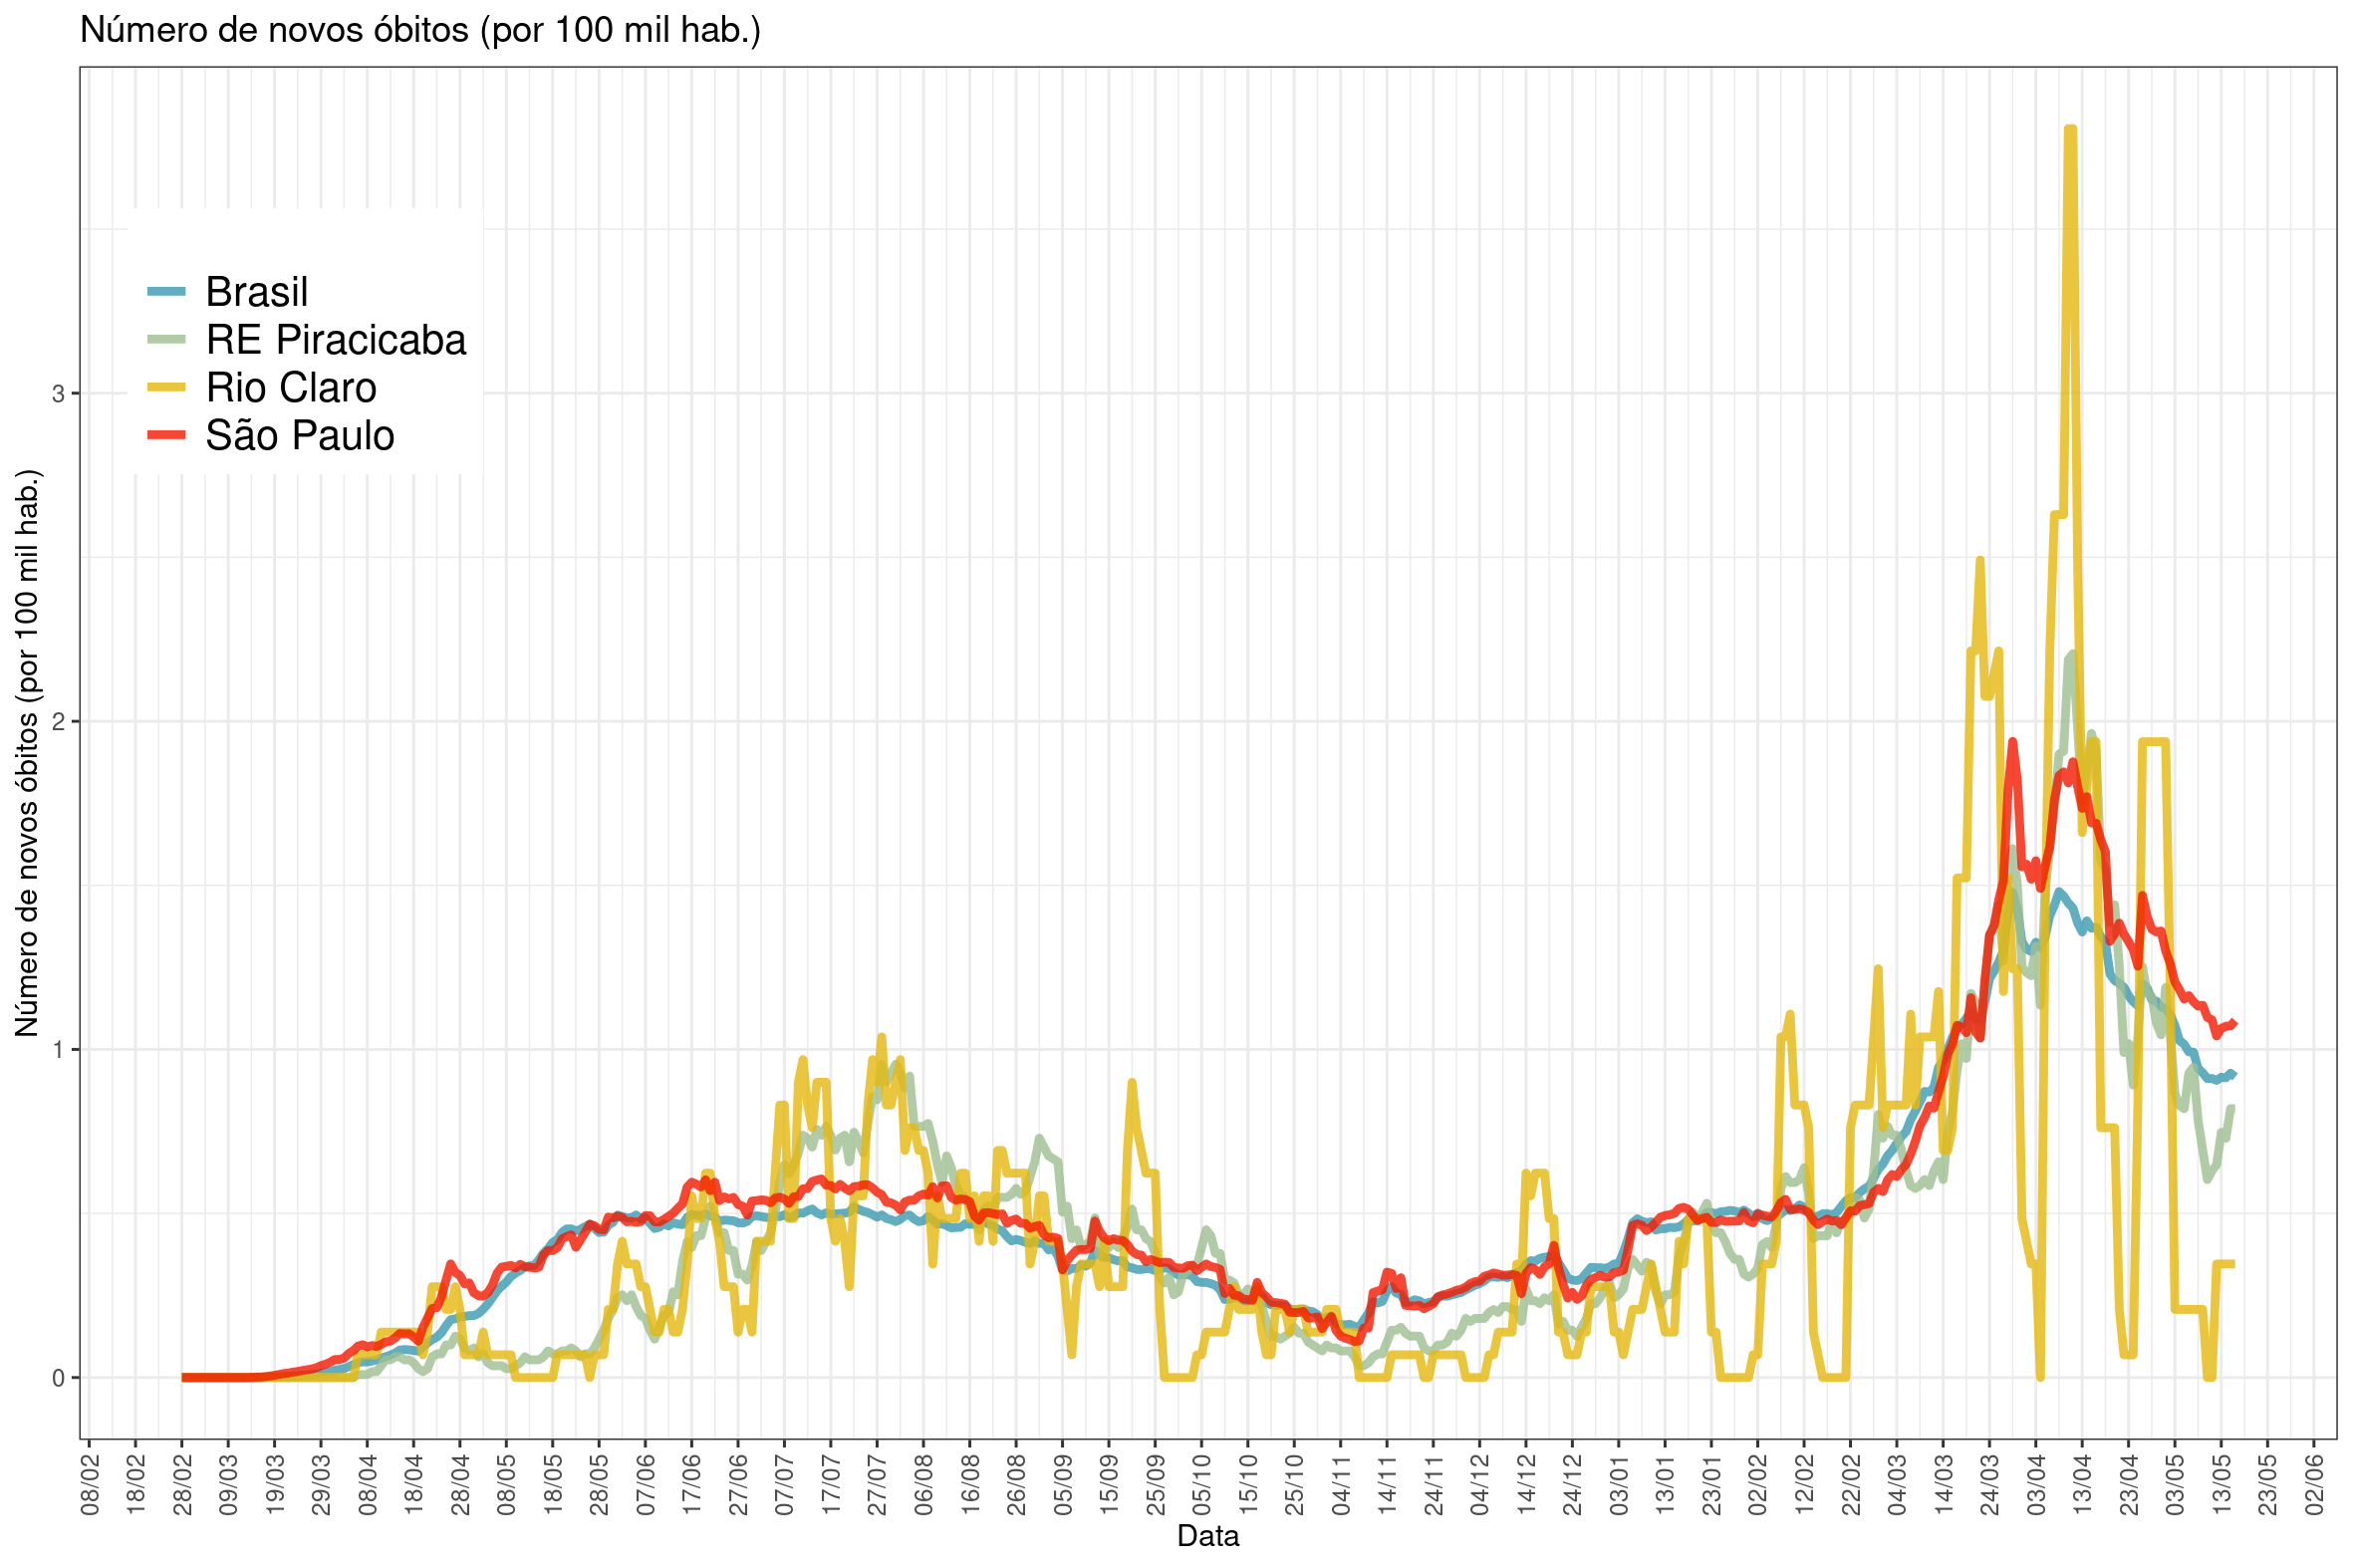 Número de novos óbitos (por 100 mil hab.)
Brasil
RE Piracicaba
Rio Claro
São Paulo
Número de novos óbitos (por 100 mil hab.)
3
2
1
0
08/02 18/02 28/02 09/03 19/03 29/03 08/04 18/04 28/04 08/05 18/05 28/05 07/06 17/06 27/06 07/07 17/07 27/07 06/08 16/08 26/08 05/09 15/09 25/09 05/10 15/10 25/10 04/11 14/11 24/11 04/12 14/12 24/12 03/01 13/01 23/01 02/02 12/02 22/02 04/03 14/03 24/03 03/04 13/04 23/04 03/05 13/05 23/05 02/06
Data